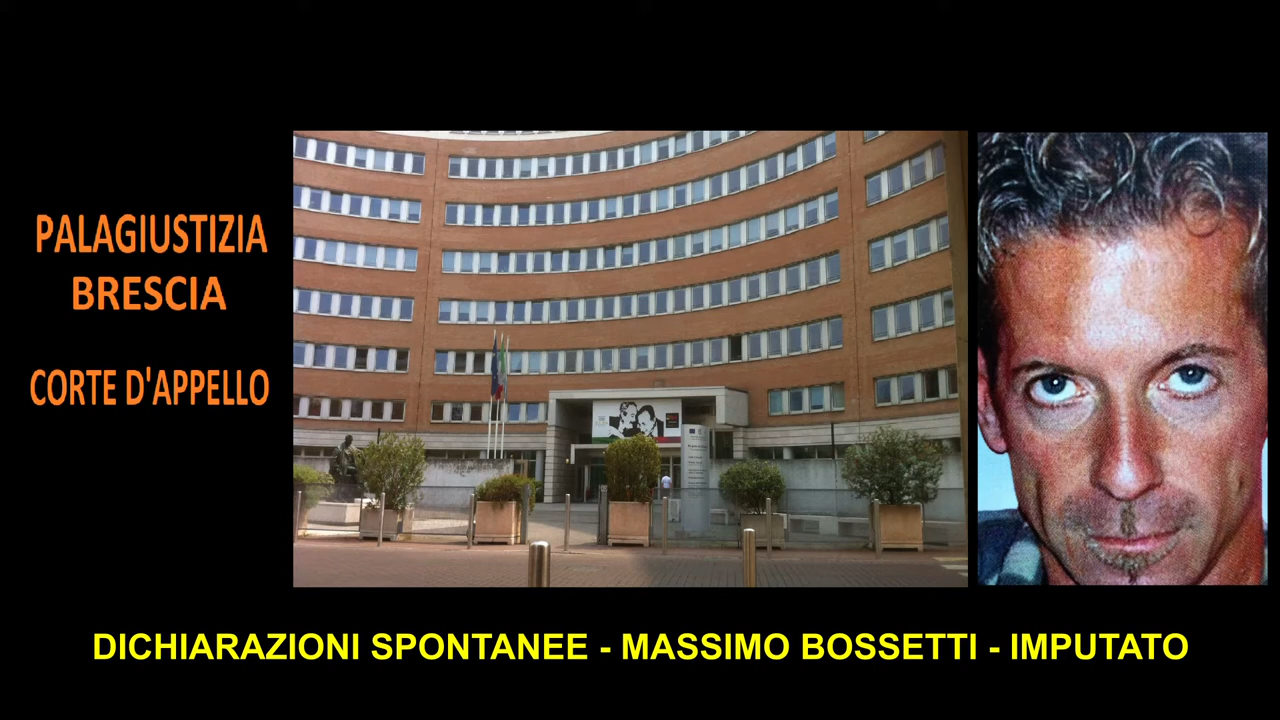 PALAGIUSTIZIA
BRESCIA
CORTE D'APPELLO
DICHIARAZIONI SPONTANEE - MASSIMO BOSSETTI - IMPUTATO